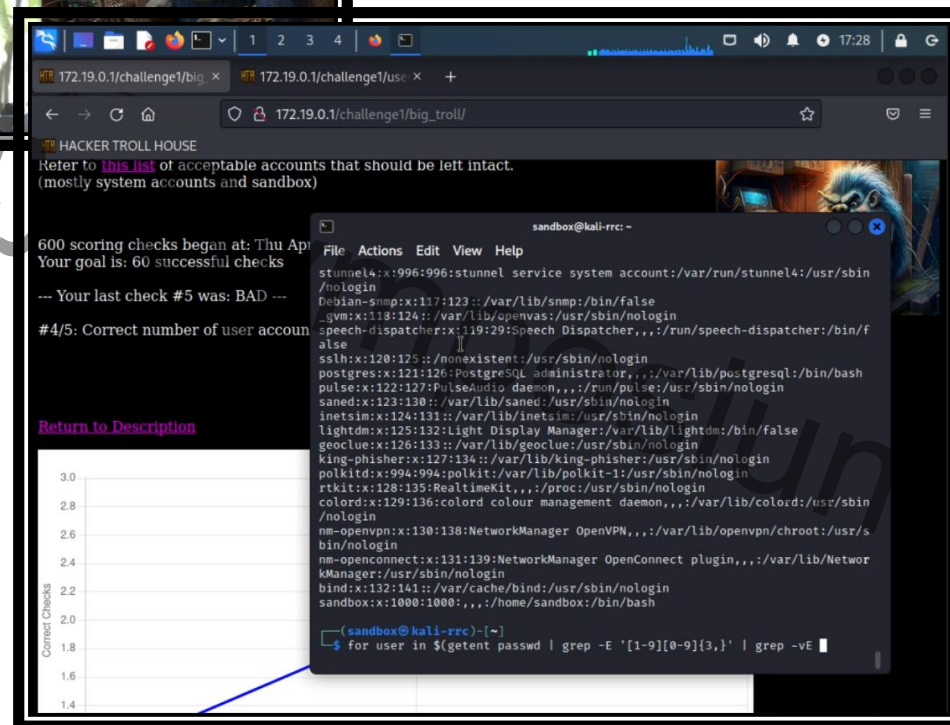 1 2 3 4
17:28
172.19.0.1/challenge1/big_
172.19.0.1/challenge1/use
172.19.0.1/challenge1/big_troll/
HACKER TROLL HOUSE
Refer to this list of acceptable accounts that should be left intact.
(mostly system accounts and sandbox)
600 scoring checks began at: Thu Ap
Your goal is: 60 successful checks
--- Your last check #5 was: BAD ---
#4/5: Correct number of user accoun
Return to Description
3.0
2.8
2.6
2.4
2.2
2.0
1.8
1.6
1.4
Correct Checks
sandbox@kali-rrc: ~
File Actions Edit View Help
stunnel4:x:996:996:stunnel service system account:/var/run/stunnel4:/usr/sbin
/nologin
Debian-snmp:x:117:123::/var/lib/snmp:/bin/false
_gvm:x:118:124::/var/lib/openvas:/usr/sbin/nologin
speech-dispatcher:x:119:29:Speech Dispatcher,,,:/run/speech-dispatcher:/bin/f
alse
sslh:x:120:125::/nonexistent:/usr/sbin/nologin
postgres:x:121:126:PostgreSQL administrator,,,:/var/lib/postgresql:/bin/bash
pulse:x:122:127:PulseAudio daemon,,,:/run/pulse:/usr/sbin/nologin
saned:x:123:130::/var/lib/saned:/usr/sbin/nologin
inetsim:x:124:131::/var/lib/inetsim:/usr/sbin/nologin
lightdm:x:125:132:Light Display Manager:/var/lib/lightdm:/bin/false
geoclue:x:126:133::/var/lib/geoclue:/usr/sbin/nologin
king-phisher:x:127:134::/var/lib/king-phisher:/usr/sbin/nologin
polkitd:x:994:994:polkit:/var/lib/polkit-1:/usr/sbin/nologin
rtkit:x:128:135:RealtimeKit,,,:/proc:/usr/sbin/nologin
colord:x:129:136:colord colour management daemon,,,:/var/lib/colord:/usr/sbin
/nologin
nm-openvpn:x:130:138:NetworkManager OpenVPN,,,:/var/lib/openvpn/chroot:/usr/s
bin/nologin
nm-openconnect:x:131:139:NetworkManager OpenConnect plugin,,,:/var/lib/Networ
kManager:/usr/sbin/nologin
bind:x:132:141::/var/cache/bind:/usr/sbin/nologin
sandbox:x:1000:1000:,,,:/home/sandbox:/bin/bash
(sandbox㉿kali-rrc)-[~]
$ for user in $(getent passwd | grep -E '[1-9][0-9]{3,}' | grep -vE